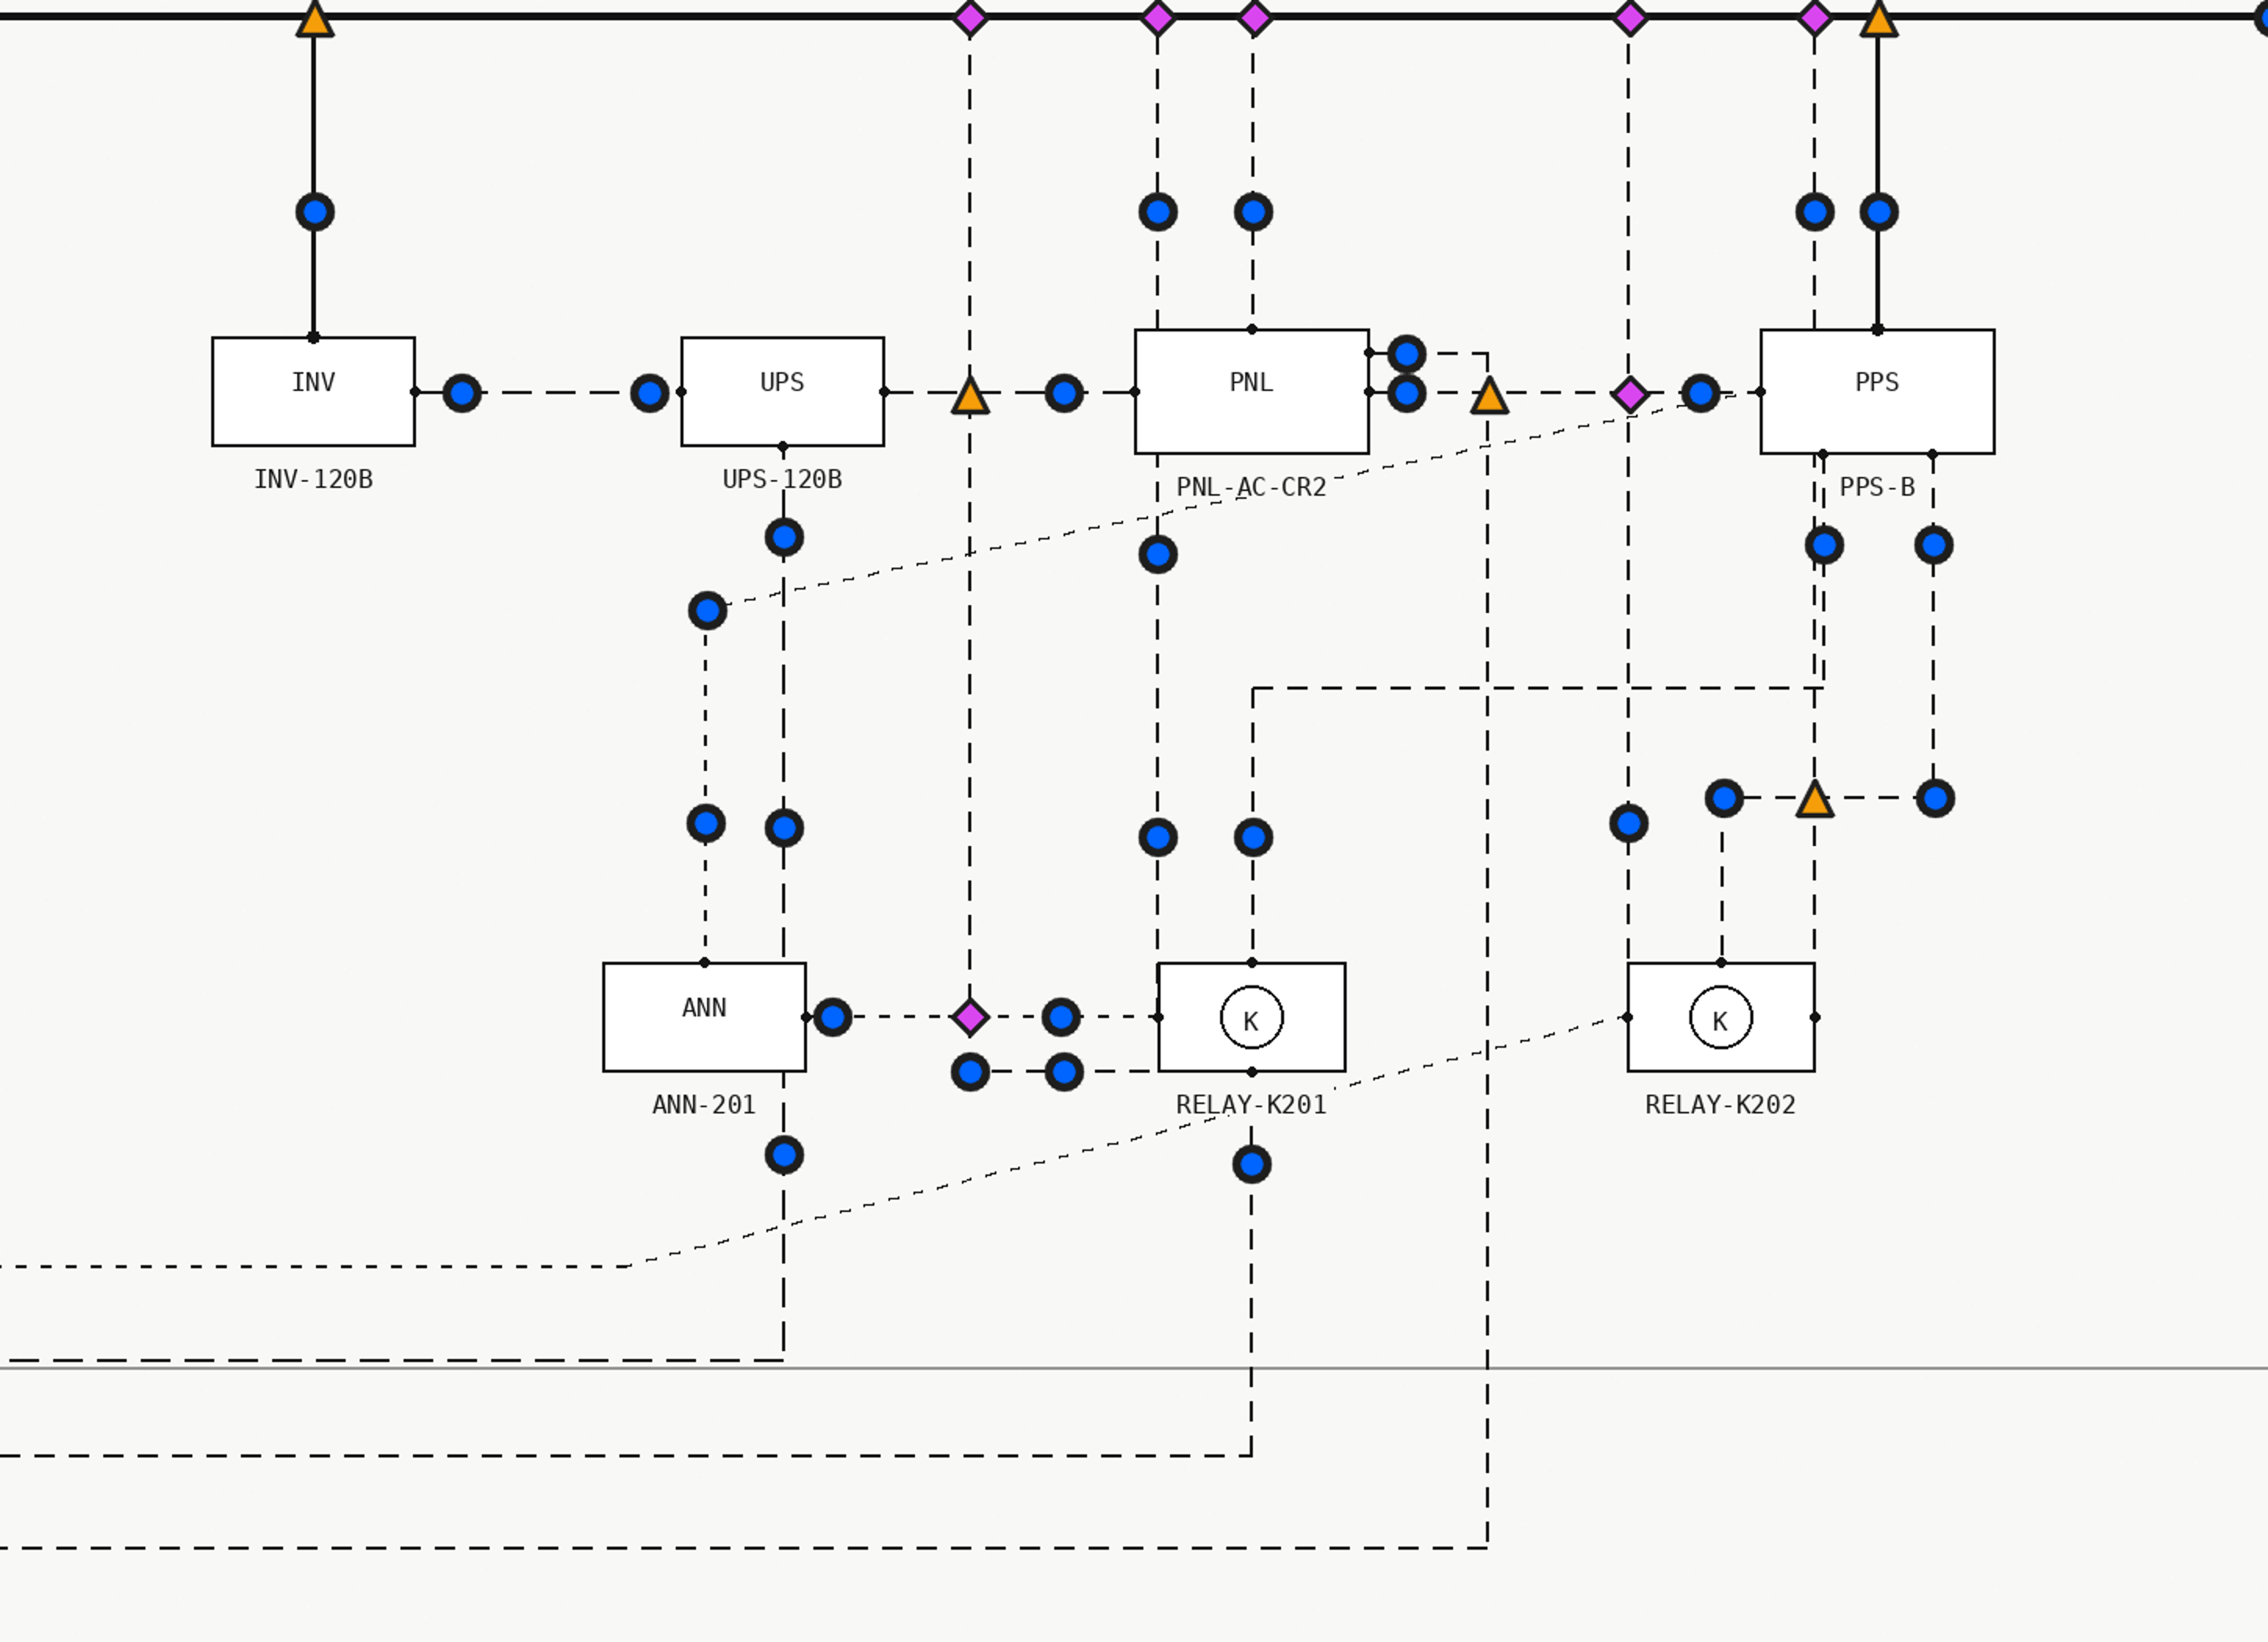 INV
UPS
PNL
PPS
INV-120B
UPS-120B
PNL-AC-CR2
PPS-B
ANN
K
K
ANN-201
RELAY-K201
RELAY-K202